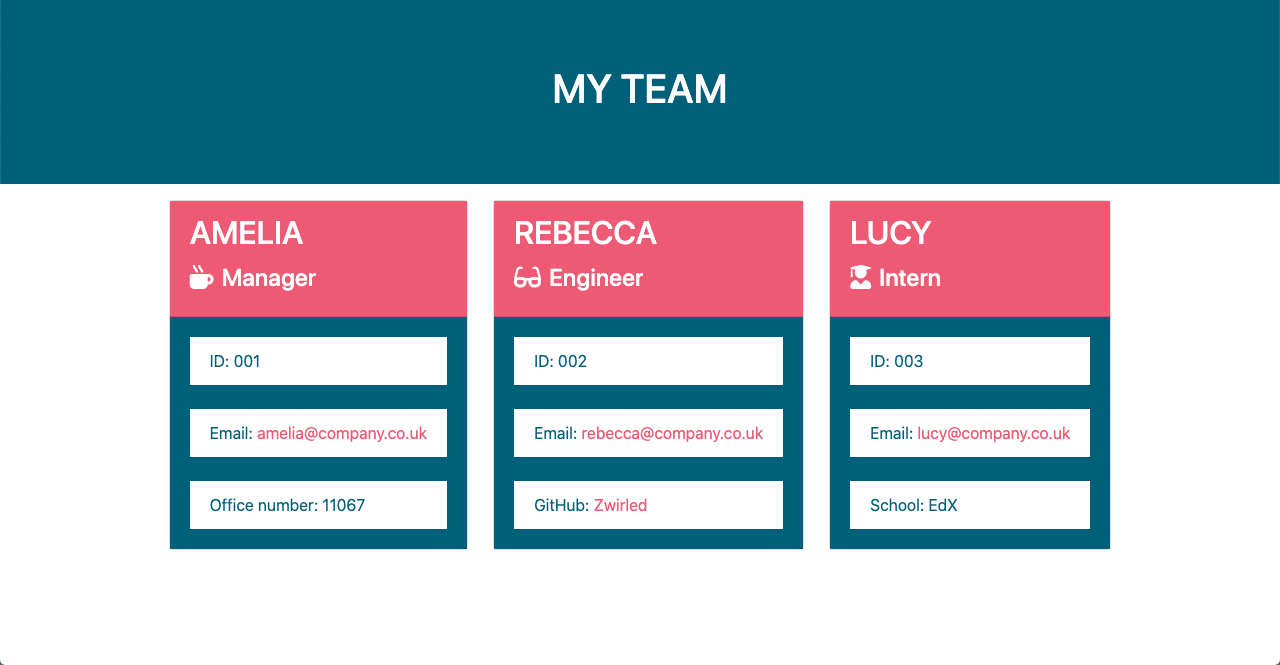 MY TEAM
AMELIA
Manager
ID: 001
Email: amelia@company.co.uk
Office number: 11067
REBECCA
Engineer
ID: 002
Email: rebecca@company.co.uk
GitHub: Zwirled
LUCY
Intern
ID: 003
Email: lucy@company.co.uk
School: EdX